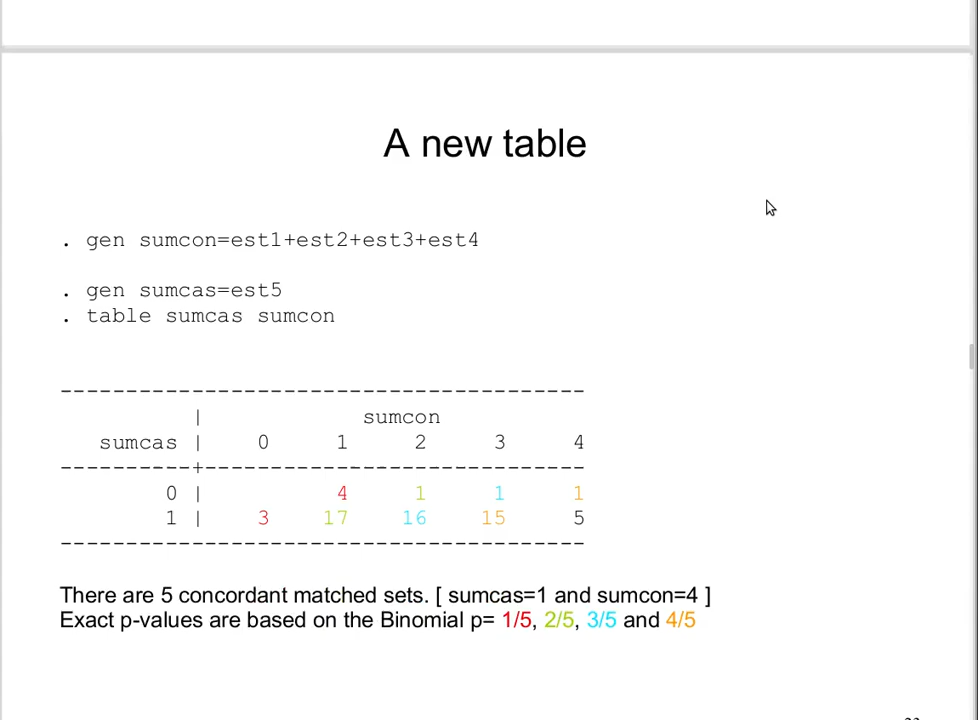 A new table
. gen sumcon=est1+est2+est3+est4
. gen sumcas=est5
. table sumcas sumcon
----------------------------------------
| sumcon
sumcas | 0 1 2 3 4
----------+-----------------------------
0 | 4 1 1 1
1 | 3 17 16 15 5
----------------------------------------
There are 5 concordant matched sets. [ sumcas=1 and sumcon=4 ]
Exact p-values are based on the Binomial p= 1/5, 2/5, 3/5 and 4/5